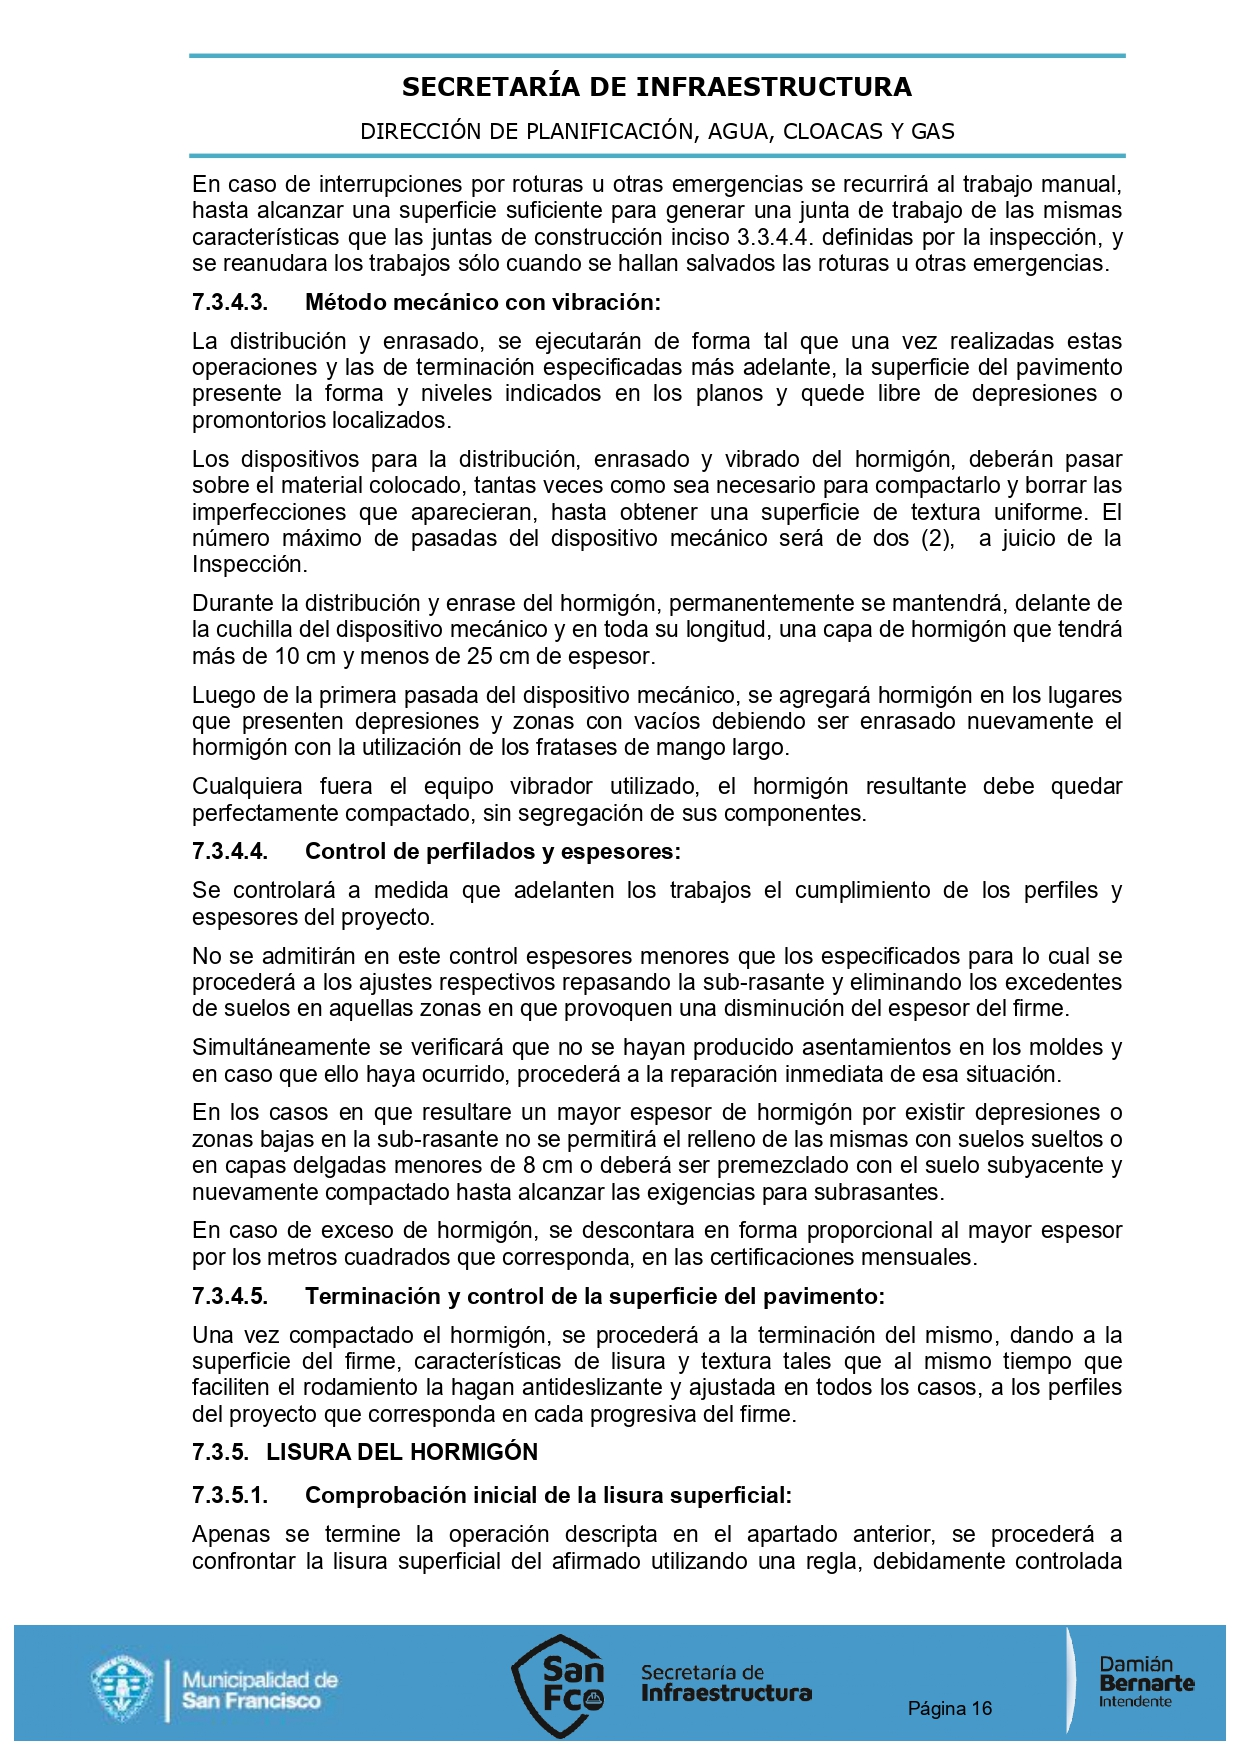 SECRETARÍA DE INFRAESTRUCTURA
DIRECCIÓN DE PLANIFICACIÓN, AGUA, CLOACAS Y GAS
En caso de interrupciones por roturas u otras emergencias se recurrirá al trabajo manual,
hasta alcanzar una superficie suficiente para generar una junta de trabajo de las mismas
características que las juntas de construcción inciso 3.3.4.4. definidas por la inspección, y
se reanudara los trabajos sólo cuando se hallan salvados las roturas u otras emergencias.
7.3.4.3. Método mecánico con vibración:
La distribución y enrasado, se ejecutarán de forma tal que una vez realizadas estas
operaciones y las de terminación especificadas más adelante, la superficie del pavimento
presente la forma y niveles indicados en los planos y quede libre de depresiones o
promontorios localizados.
Los dispositivos para la distribución, enrasado y vibrado del hormigón, deberán pasar
sobre el material colocado, tantas veces como sea necesario para compactarlo y borrar las
imperfecciones que aparecieran, hasta obtener una superficie de textura uniforme. El
número máximo de pasadas del dispositivo mecánico será de dos (2), a juicio de la
Inspección.
Durante la distribución y enrase del hormigón, permanentemente se mantendrá, delante de
la cuchilla del dispositivo mecánico y en toda su longitud, una capa de hormigón que tendrá
más de 10 cm y menos de 25 cm de espesor.
Luego de la primera pasada del dispositivo mecánico, se agregará hormigón en los lugares
que presenten depresiones y zonas con vacíos debiendo ser enrasado nuevamente el
hormigón con la utilización de los fratases de mango largo.
Cualquiera fuera el equipo vibrador utilizado, el hormigón resultante debe quedar
perfectamente compactado, sin segregación de sus componentes.
7.3.4.4. Control de perfilados y espesores:
Se controlará a medida que adelanten los trabajos el cumplimiento de los perfiles y
espesores del proyecto.
No se admitirán en este control espesores menores que los especificados para lo cual se
procederá a los ajustes respectivos repasando la sub-rasante y eliminando los excedentes
de suelos en aquellas zonas en que provoquen una disminución del espesor del firme.
Simultáneamente se verificará que no se hayan producido asentamientos en los moldes y
en caso que ello haya ocurrido, procederá a la reparación inmediata de esa situación.
En los casos en que resultare un mayor espesor de hormigón por existir depresiones o
zonas bajas en la sub-rasante no se permitirá el relleno de las mismas con suelos sueltos o
en capas delgadas menores de 8 cm o deberá ser premezclado con el suelo subyacente y
nuevamente compactado hasta alcanzar las exigencias para subrasantes.
En caso de exceso de hormigón, se descontara en forma proporcional al mayor espesor
por los metros cuadrados que corresponda, en las certificaciones mensuales.
7.3.4.5. Terminación y control de la superficie del pavimento:
Una vez compactado el hormigón, se procederá a la terminación del mismo, dando a la
superficie del firme, características de lisura y textura tales que al mismo tiempo que
faciliten el rodamiento la hagan antideslizante y ajustada en todos los casos, a los perfiles
del proyecto que corresponda en cada progresiva del firme.
7.3.5. LISURA DEL HORMIGÓN
7.3.5.1. Comprobación inicial de la lisura superficial:
Apenas se termine la operación descripta en el apartado anterior, se procederá a
confrontar la lisura superficial del afirmado utilizando una regla, debidamente controlada
Municipalidad de
San Francisco
San
Fco
Secretaría de
Infraestructura
Página 16
Damián
Bernarte
Intendente